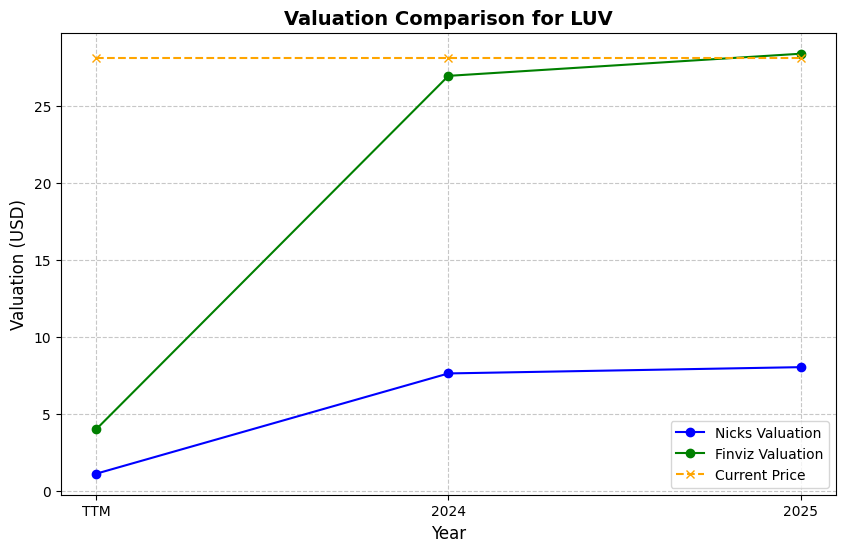 Valuation Comparison for LUV
Valuation (USD)
25
20
15
10
5
0
TTM
2024
2025
Year
Nicks Valuation
Finviz Valuation
Current Price